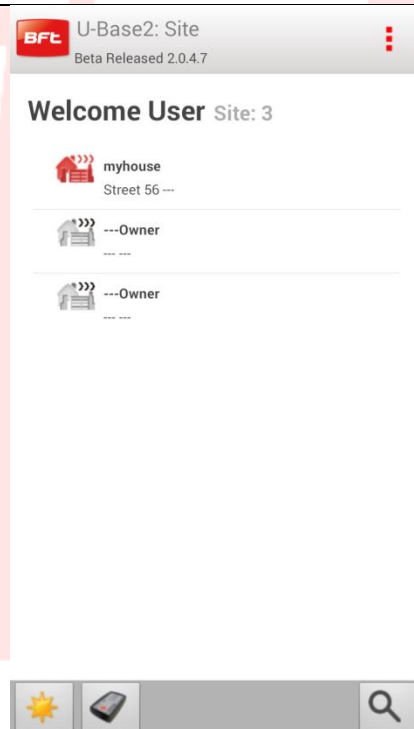 BFt U-Base2: Site
Beta Released 2.0.4.7
Welcome User Site: 3
myhouse
Street 56 ---
---Owner
--- ---
---Owner
--- ---